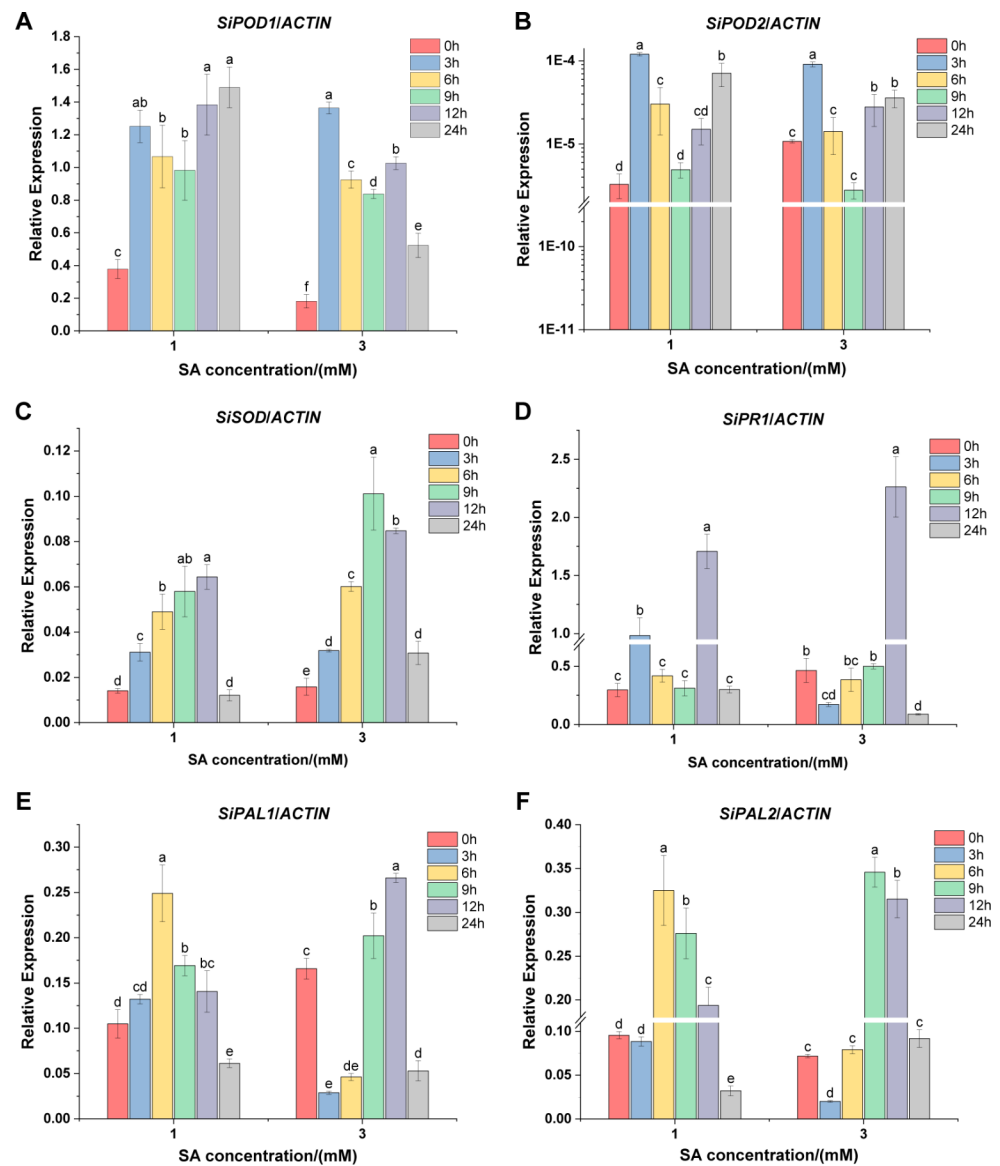 A
SiPOD1/ACTIN
1.8
1.6
1.4
1.2
1.0
0.8
0.6
0.4
0.2
0.0
Relative Expression
c
ab
b
b
a
a
f
a
c
d
b
e
0h
3h
6h
9h
12h
24h
1
3
SA concentration/(mM)
B
SiPOD2/ACTIN
1E-4
1E-5
1E-10
1E-11
Relative Expression
d
a
c
d
cd
b
c
a
c
c
b
b
0h
3h
6h
9h
12h
24h
1
3
SA concentration/(mM)
C
SiSOD/ACTIN
0.12
0.10
0.08
0.06
0.04
0.02
0.00
Relative Expression
d
c
b
ab
a
d
e
d
c
a
b
d
0h
3h
6h
9h
12h
24h
1
3
SA concentration/(mM)
D
SiPR1/ACTIN
2.5
2.0
1.5
1.0
0.5
0.0
Relative Expression
c
b
c
c
a
c
b
cd
bc
b
a
d
0h
3h
6h
9h
12h
24h
1
3
SA concentration/(mM)
E
SiPAL1/ACTIN
0.30
0.25
0.20
0.15
0.10
0.05
0.00
Relative Expression
d
cd
a
b
bc
e
c
e
de
b
a
d
0h
3h
6h
9h
12h
24h
1
3
SA concentration/(mM)
F
SiPAL2/ACTIN
0.40
0.35
0.30
0.25
0.20
0.10
0.05
0.00
Relative Expression
d
d
a
b
c
e
c
d
c
a
b
c
0h
3h
6h
9h
12h
24h
1
3
SA concentration/(mM)